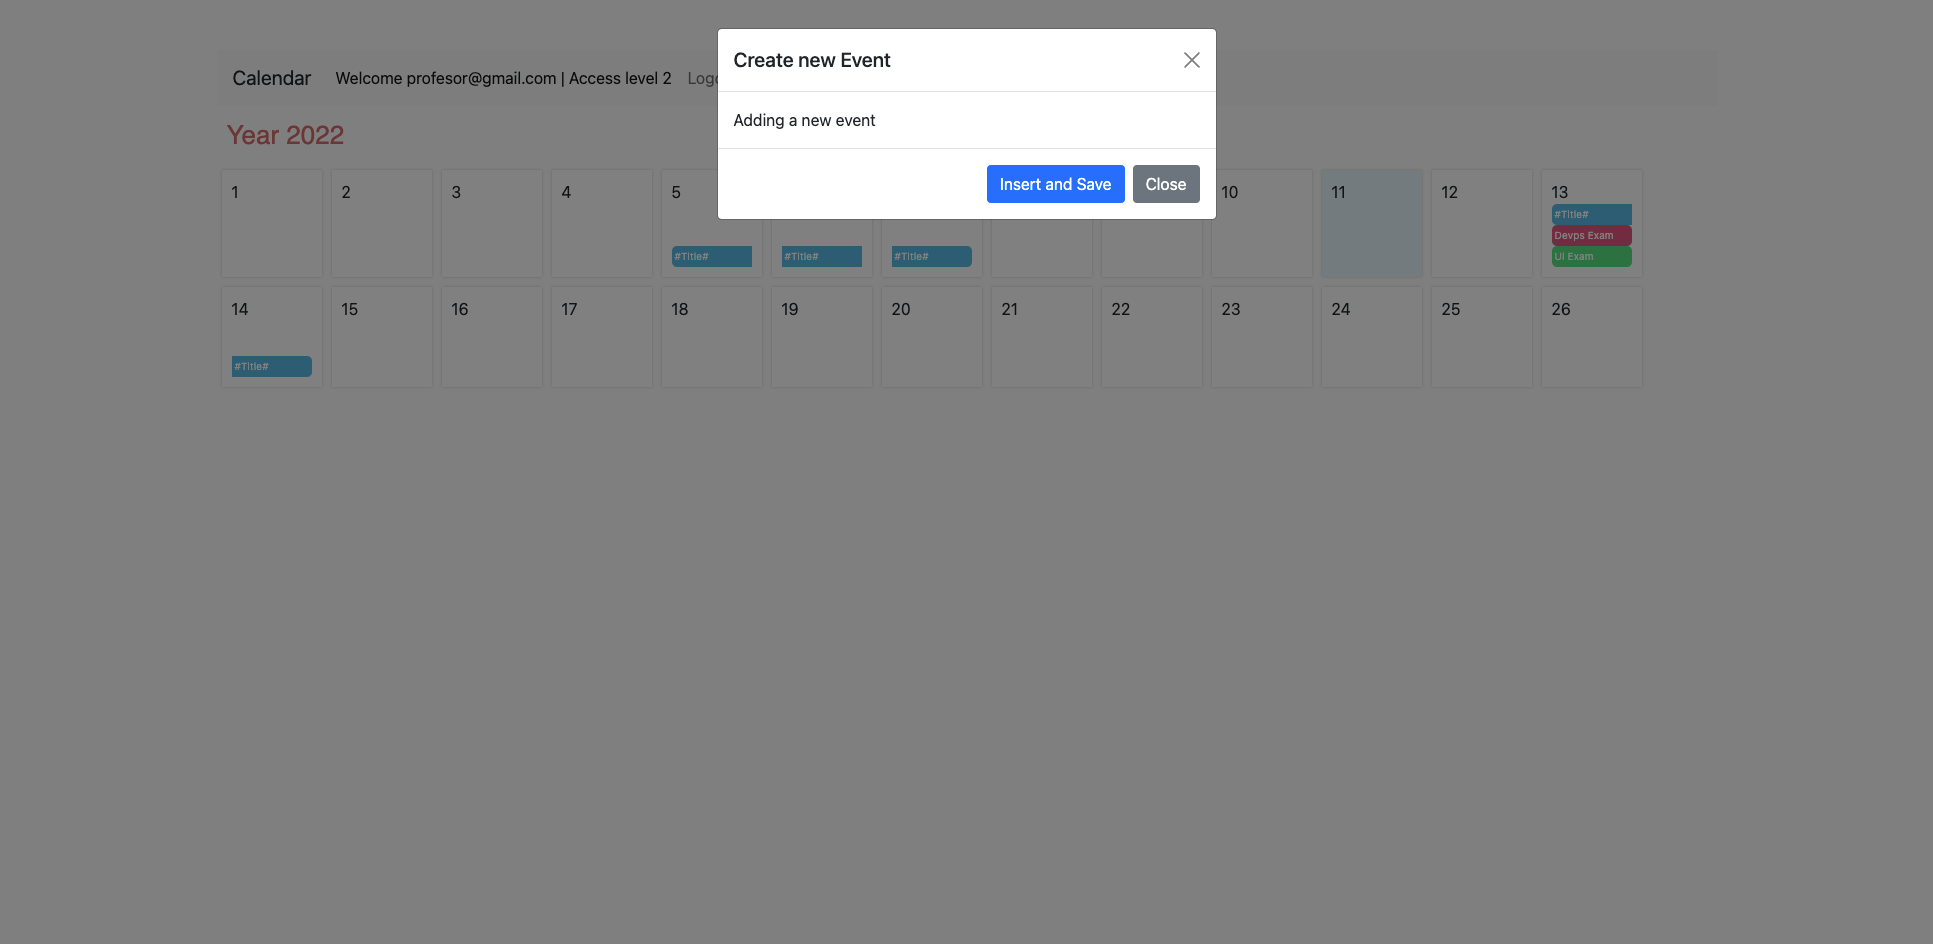 Create new Event
Calendar Welcome profesor@gmail.com | Access level 2
Adding a new event
Year 2022
Insert and Save Close
1 2 3 4 5 10 11 12 13
#Title#
Devps Exam
#Title# #Title# #Title# UI Exam
14 15 16 17 18 19 20 21 22 23 24 25 26
#Title#